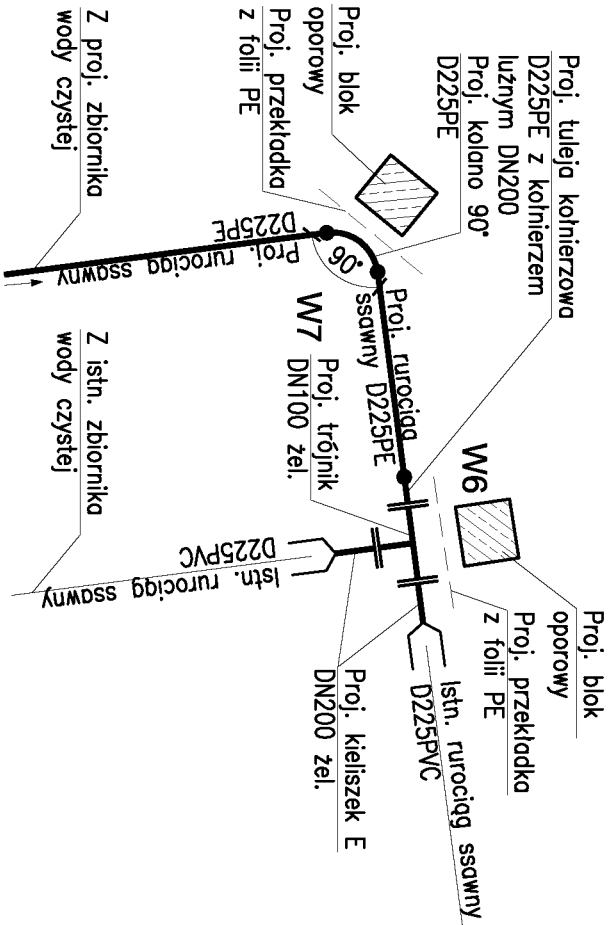 Proj. tuleja kołnierzowa
D225PE z kołnierzem
luźnym DN200
Proj. kolano 90°
D225PE
Proj. blok
oporowy
Proj. przekładka
z folii PE
Z proj. zbiornika
wody czystej
Proj. rurociąg ssawny
D225PE
90°
W7
Proj. rurociąg
ssawny D225PE
W6
Proj. blok
oporowy
Proj. przekładka
z folii PE
Istn. rurociąg ssawny
D225PVC
Proj. trójnik
DN100 żel.
Proj. kieliszek E
DN200 żel.
Istn. rurociąg ssawny
D225PVC
Z istn. zbiornika
wody czystej